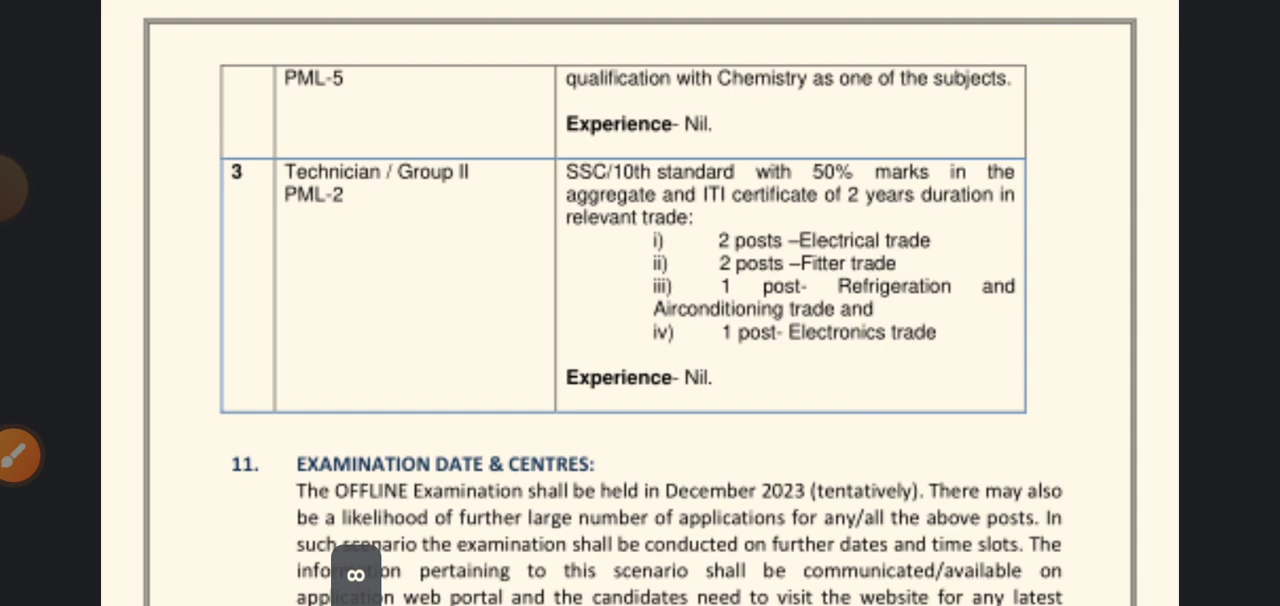 PML-5
qualification with Chemistry as one of the subjects.
Experience- Nil.
3
Technician / Group II
PML-2
SSC/10th standard with 50% marks in the
aggregate and ITI certificate of 2 years duration in
relevant trade:
i) 2 posts –Electrical trade
ii) 2 posts –Fitter trade
iii) 1 post- Refrigeration and
Airconditioning trade and
iv) 1 post- Electronics trade
Experience- Nil.
11. EXAMINATION DATE & CENTRES:
The OFFLINE Examination shall be held in December 2023 (tentatively). There may also
be a likelihood of further large number of applications for any/all the above posts. In
such scenario the examination shall be conducted on further dates and time slots. The
information pertaining to this scenario shall be communicated/available on
application web portal and the candidates need to visit the website for any latest
8